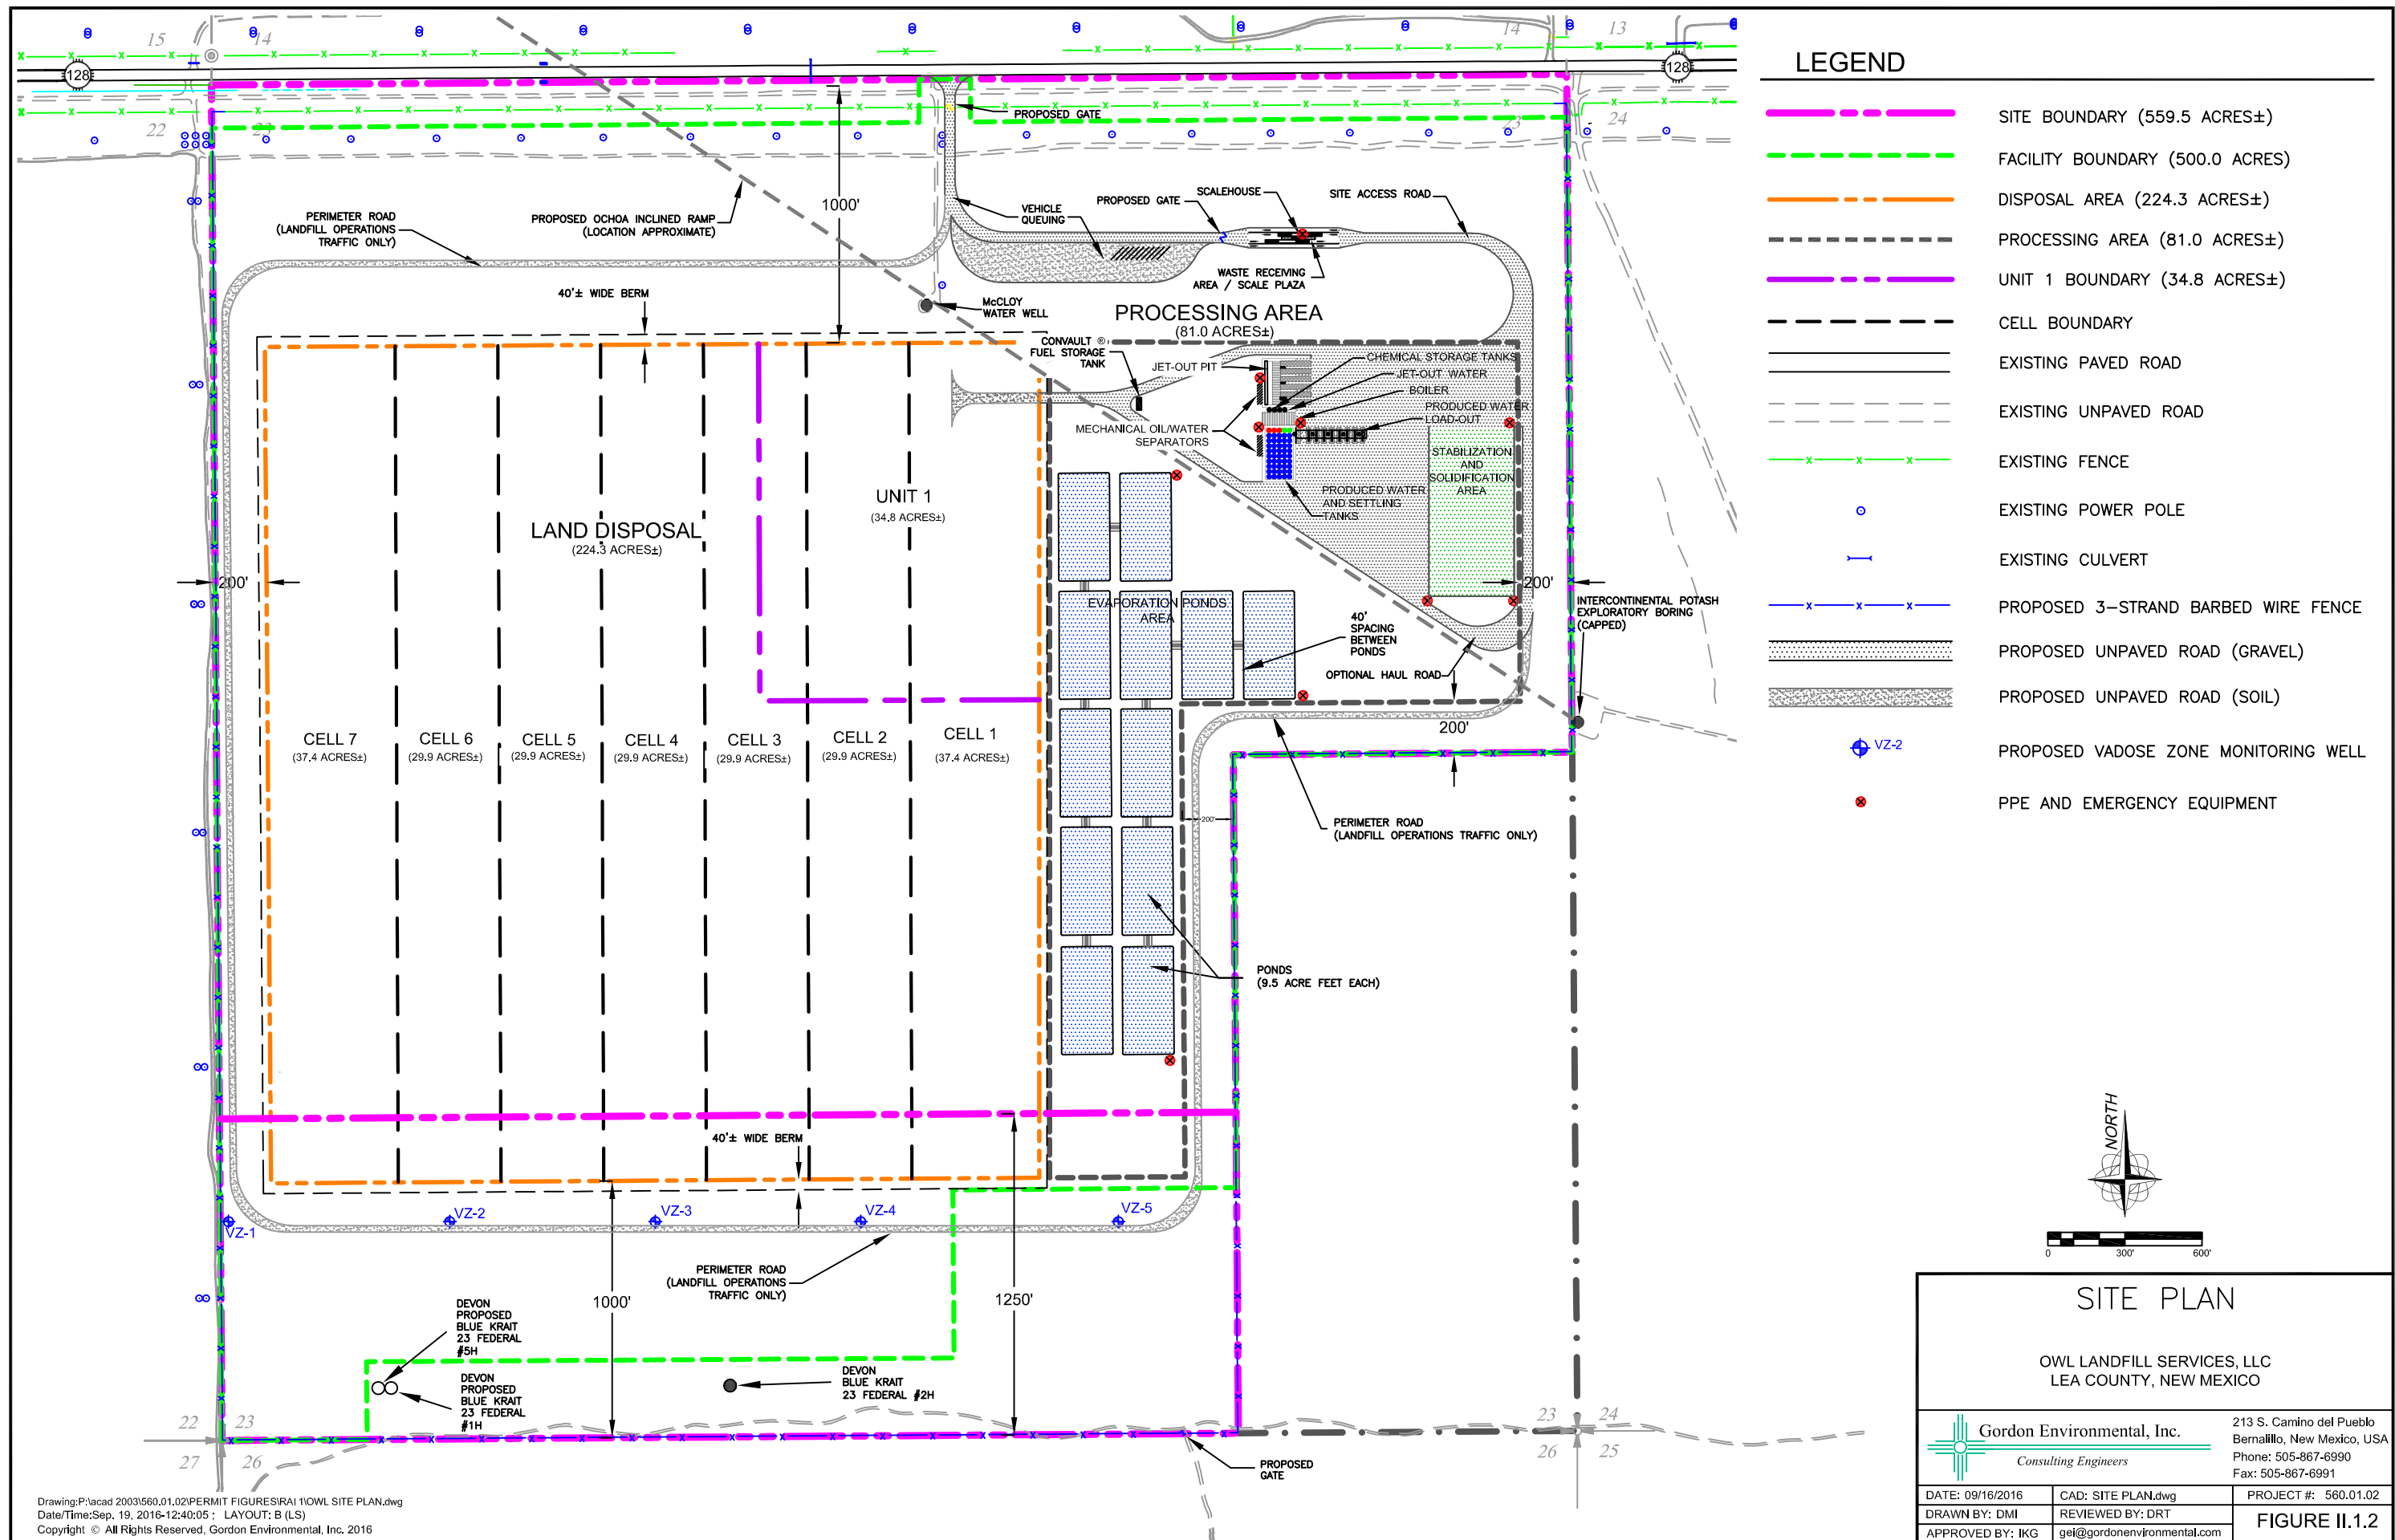 15
14
14
13
128
128
22
23
23
24
PROPOSED GATE
1000'
PERIMETER ROAD
(LANDFILL OPERATIONS
TRAFFIC ONLY)
PROPOSED OCHOA INCLINED RAMP
(LOCATION APPROXIMATE)
VEHICLE
QUEUING
PROPOSED GATE
SCALEHOUSE
SITE ACCESS ROAD
WASTE RECEIVING
AREA / SCALE PLAZA
40'± WIDE BERM
McCLOY
WATER WELL
PROCESSING AREA
(81.0 ACRES±)
CONVAULT ®
FUEL STORAGE
TANK
JET-OUT PIT
CHEMICAL STORAGE TANKS
JET-OUT WATER
BOILER
PRODUCED WATER
LOAD-OUT
MECHANICAL OIL/WATER
SEPARATORS
STABILIZATION
AND
SOLIDIFICATION
AREA
PRODUCED WATER
AND SETTLING
TANKS
UNIT 1
(34.8 ACRES±)
LAND DISPOSAL
(224.3 ACRES±)
200'
200'
EVAPORATION PONDS
AREA
40'
SPACING
BETWEEN
PONDS
INTERCONTINENTAL POTASH
EXPLORATORY BORING
(CAPPED)
OPTIONAL HAUL ROAD
200'
CELL 7
(37.4 ACRES±)
CELL 6
(29.9 ACRES±)
CELL 5
(29.9 ACRES±)
CELL 4
(29.9 ACRES±)
CELL 3
(29.9 ACRES±)
CELL 2
(29.9 ACRES±)
CELL 1
(37.4 ACRES±)
200'
PERIMETER ROAD
(LANDFILL OPERATIONS TRAFFIC ONLY)
PONDS
(9.5 ACRE FEET EACH)
40'± WIDE BERM
VZ-1
VZ-2
VZ-3
VZ-4
VZ-5
PERIMETER ROAD
(LANDFILL OPERATIONS
TRAFFIC ONLY)
1000'
1250'
DEVON
PROPOSED
BLUE KRAIT
23 FEDERAL
#5H
DEVON
PROPOSED
BLUE KRAIT
23 FEDERAL
#1H
DEVON
BLUE KRAIT
23 FEDERAL #2H
22
23
27
26
23
24
26
25
PROPOSED
GATE
LEGEND
SITE BOUNDARY (559.5 ACRES±)
FACILITY BOUNDARY (500.0 ACRES)
DISPOSAL AREA (224.3 ACRES±)
PROCESSING AREA (81.0 ACRES±)
UNIT 1 BOUNDARY (34.8 ACRES±)
CELL BOUNDARY
EXISTING PAVED ROAD
EXISTING UNPAVED ROAD
EXISTING FENCE
EXISTING POWER POLE
EXISTING CULVERT
PROPOSED 3-STRAND BARBED WIRE FENCE
PROPOSED UNPAVED ROAD (GRAVEL)
PROPOSED UNPAVED ROAD (SOIL)
VZ-2 PROPOSED VADOSE ZONE MONITORING WELL
PPE AND EMERGENCY EQUIPMENT
NORTH
0 300' 600'
SITE PLAN
OWL LANDFILL SERVICES, LLC
LEA COUNTY, NEW MEXICO
Gordon Environmental, Inc.
Consulting Engineers
213 S. Camino del Pueblo
Bernalillo, New Mexico, USA
Phone: 505-867-6990
Fax: 505-867-6991
DATE: 09/16/2016 CAD: SITE PLAN.dwg PROJECT #: 560.01.02
DRAWN BY: DMI REVIEWED BY: DRT
APPROVED BY: IKG gei@gordonenvironmental.com
FIGURE II.1.2
Drawing:P:\acad 2003\560.01.02\PERMIT FIGURES\RAI 1\OWL SITE PLAN.dwg
Date/Time:Sep. 19, 2016-12:40:05 ; LAYOUT: B (LS)
Copyright © All Rights Reserved, Gordon Environmental, Inc. 2016